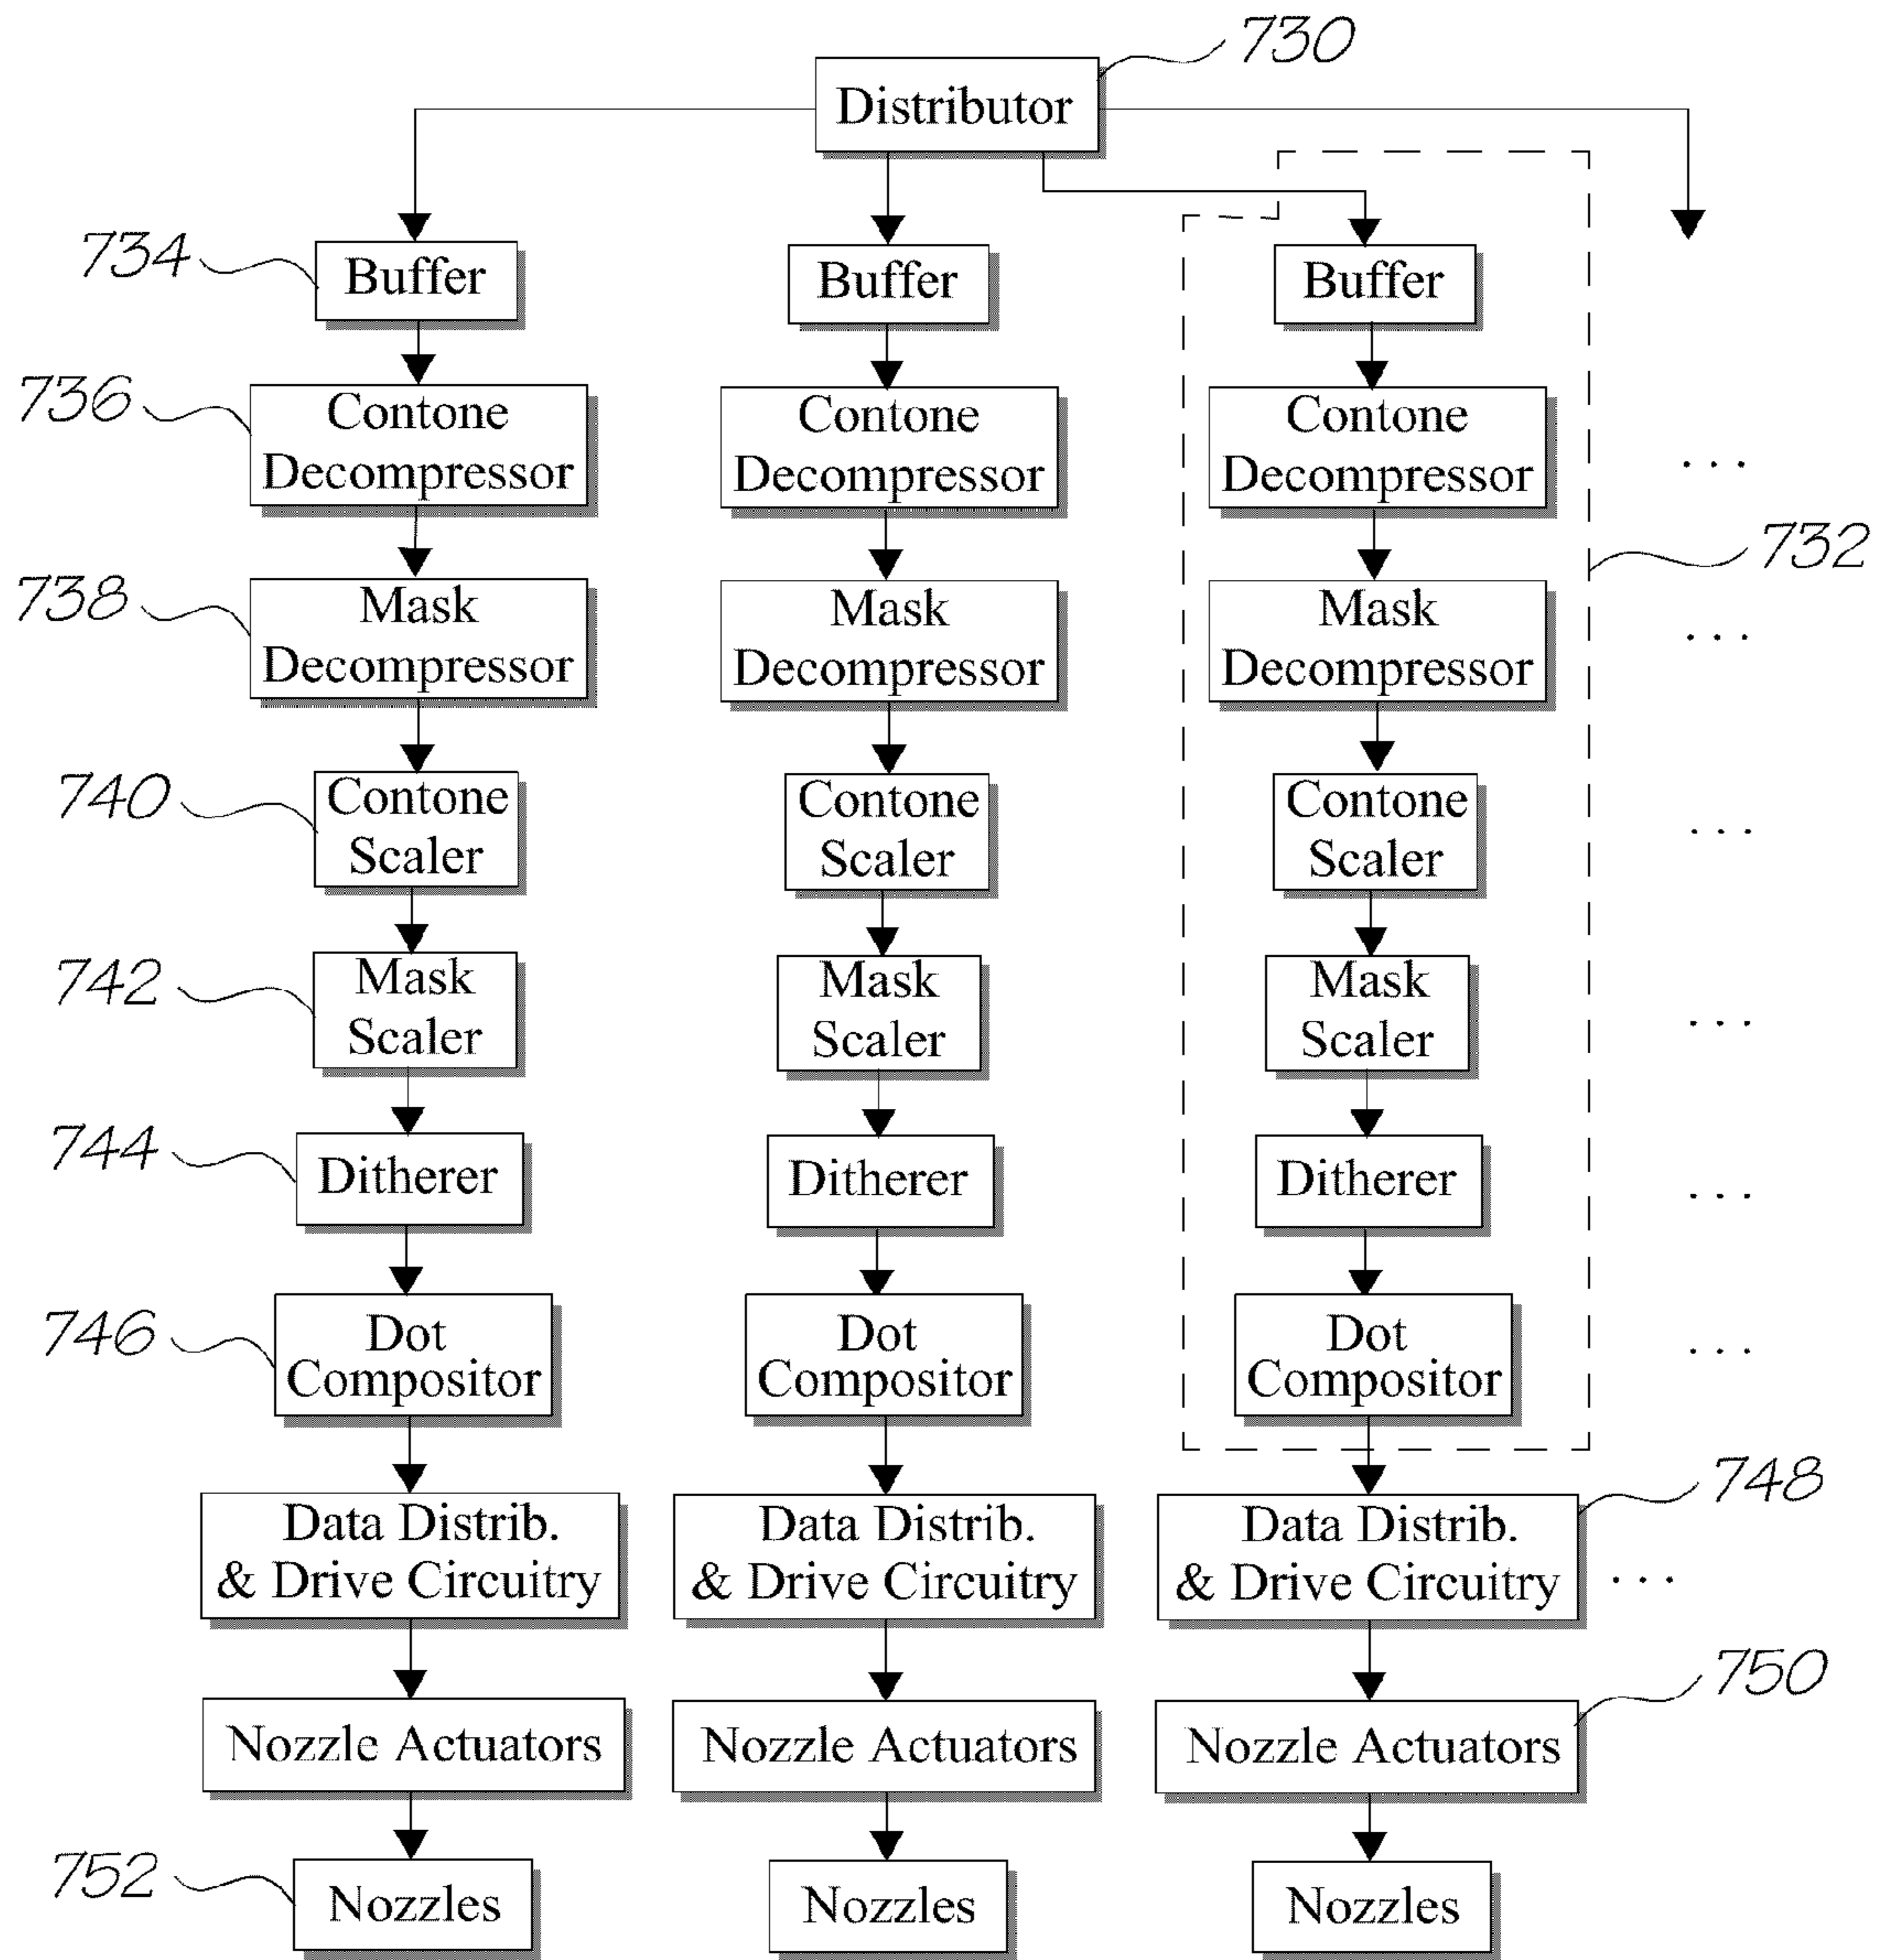 730
Distributor
734
Buffer
Buffer
Buffer
736
Contone
Decompressor
Contone
Decompressor
Contone
Decompressor
...
732
738
Mask
Decompressor
Mask
Decompressor
Mask
Decompressor
...
740
Contone
Scaler
Contone
Scaler
Contone
Scaler
...
742
Mask
Scaler
Mask
Scaler
Mask
Scaler
...
744
Ditherer
Ditherer
Ditherer
...
746
Dot
Compositor
Dot
Compositor
Dot
Compositor
...
748
Data Distrib.
& Drive Circuitry
Data Distrib.
& Drive Circuitry
Data Distrib.
& Drive Circuitry
...
750
Nozzle Actuators
Nozzle Actuators
Nozzle Actuators
752
Nozzles
Nozzles
Nozzles